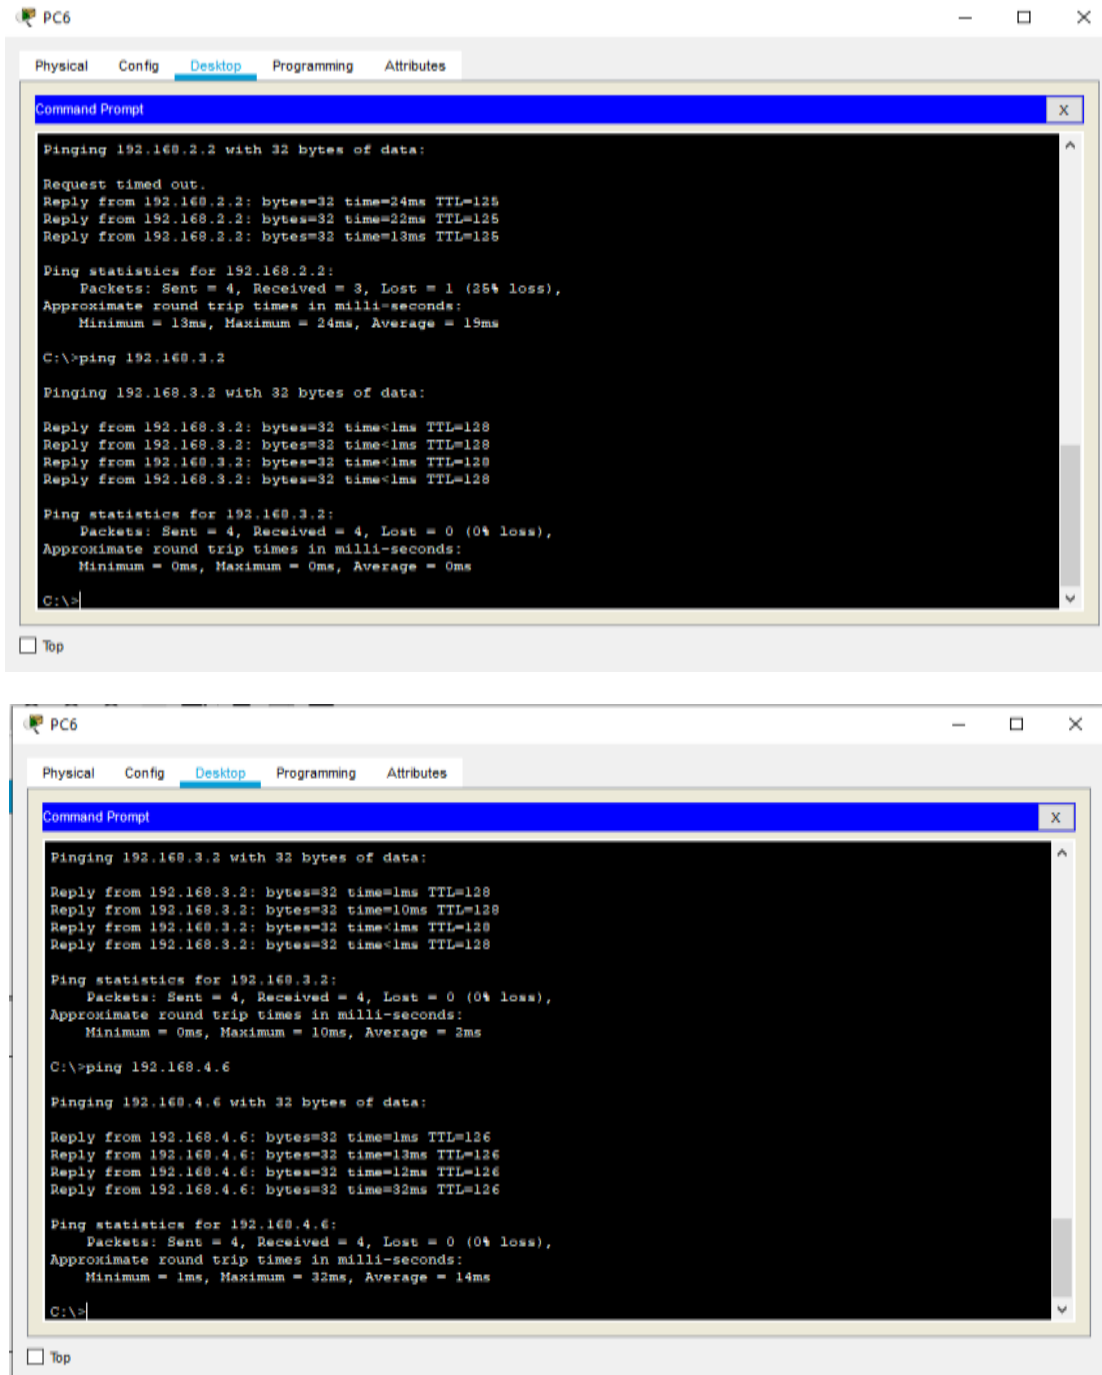 PC6
Physical Config Desktop Programming Attributes
Command Prompt X
Pinging 192.168.2.2 with 32 bytes of data:
Request timed out.
Reply from 192.168.2.2: bytes=32 time=24ms TTL=125
Reply from 192.168.2.2: bytes=32 time=22ms TTL=125
Reply from 192.168.2.2: bytes=32 time=13ms TTL=125
Ping statistics for 192.168.2.2:
Packets: Sent = 4, Received = 3, Lost = 1 (25% loss),
Approximate round trip times in milli-seconds:
Minimum = 13ms, Maximum = 24ms, Average = 19ms
C:\>ping 192.168.3.2
Pinging 192.168.3.2 with 32 bytes of data:
Reply from 192.168.3.2: bytes=32 time<1ms TTL=128
Reply from 192.168.3.2: bytes=32 time<1ms TTL=128
Reply from 192.168.3.2: bytes=32 time<1ms TTL=128
Reply from 192.168.3.2: bytes=32 time<1ms TTL=128
Ping statistics for 192.168.3.2:
Packets: Sent = 4, Received = 4, Lost = 0 (0% loss),
Approximate round trip times in milli-seconds:
Minimum = 0ms, Maximum = 0ms, Average = 0ms
C:\>
Top
PC6
Physical Config Desktop Programming Attributes
Command Prompt X
Pinging 192.168.3.2 with 32 bytes of data:
Reply from 192.168.3.2: bytes=32 time=1ms TTL=128
Reply from 192.168.3.2: bytes=32 time=10ms TTL=128
Reply from 192.168.3.2: bytes=32 time<1ms TTL=128
Reply from 192.168.3.2: bytes=32 time<1ms TTL=128
Ping statistics for 192.168.3.2:
Packets: Sent = 4, Received = 4, Lost = 0 (0% loss),
Approximate round trip times in milli-seconds:
Minimum = 0ms, Maximum = 10ms, Average = 2ms
C:\>ping 192.168.4.6
Pinging 192.168.4.6 with 32 bytes of data:
Reply from 192.168.4.6: bytes=32 time=1ms TTL=126
Reply from 192.168.4.6: bytes=32 time=13ms TTL=126
Reply from 192.168.4.6: bytes=32 time=12ms TTL=126
Reply from 192.168.4.6: bytes=32 time=32ms TTL=126
Ping statistics for 192.168.4.6:
Packets: Sent = 4, Received = 4, Lost = 0 (0% loss),
Approximate round trip times in milli-seconds:
Minimum = 1ms, Maximum = 32ms, Average = 14ms
C:\>
Top